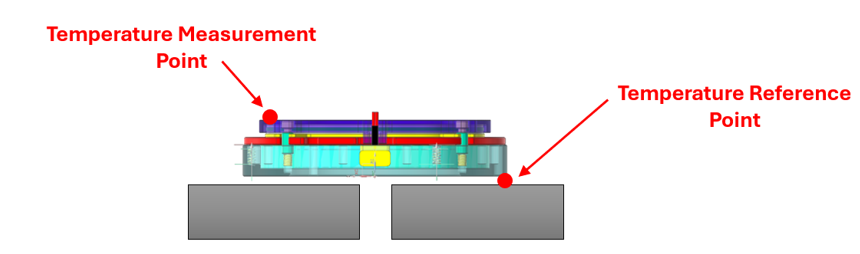 Temperature Measurement
Point
Temperature Reference
Point